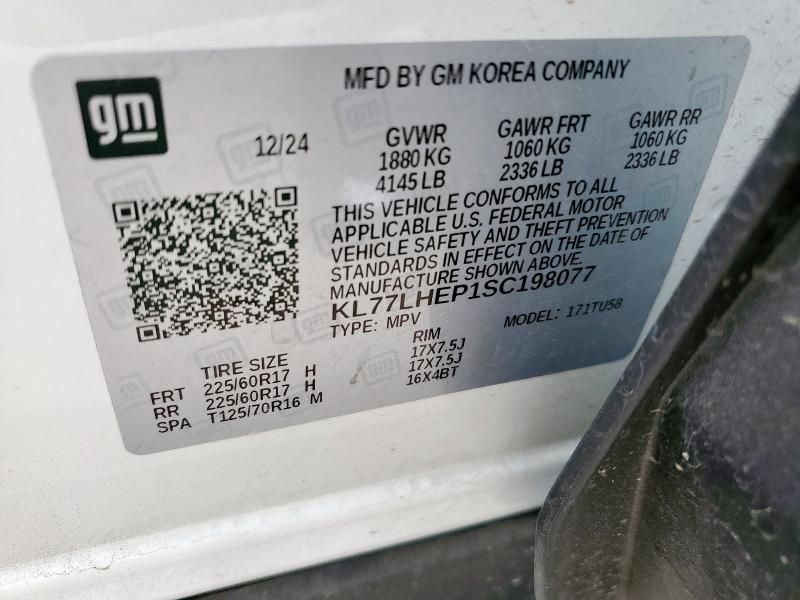 gm
MFD BY GM KOREA COMPANY
12/24
GVWR
1880 KG
4145 LB
GAWR FRT
1060 KG
2336 LB
GAWR RR
1060 KG
2336 LB
THIS VEHICLE CONFORMS TO ALL
APPLICABLE U.S. FEDERAL MOTOR
VEHICLE SAFETY AND THEFT PREVENTION
STANDARDS IN EFFECT ON THE DATE OF
MANUFACTURE SHOWN ABOVE.
KL77LHEP1SC198077
TYPE: MPV MODEL: 171TU58
TIRE SIZE RIM
FRT 225/60R17 H 17X7.5J
RR 225/60R17 H 17X7.5J
SPA T125/70R16 M 16X4BT